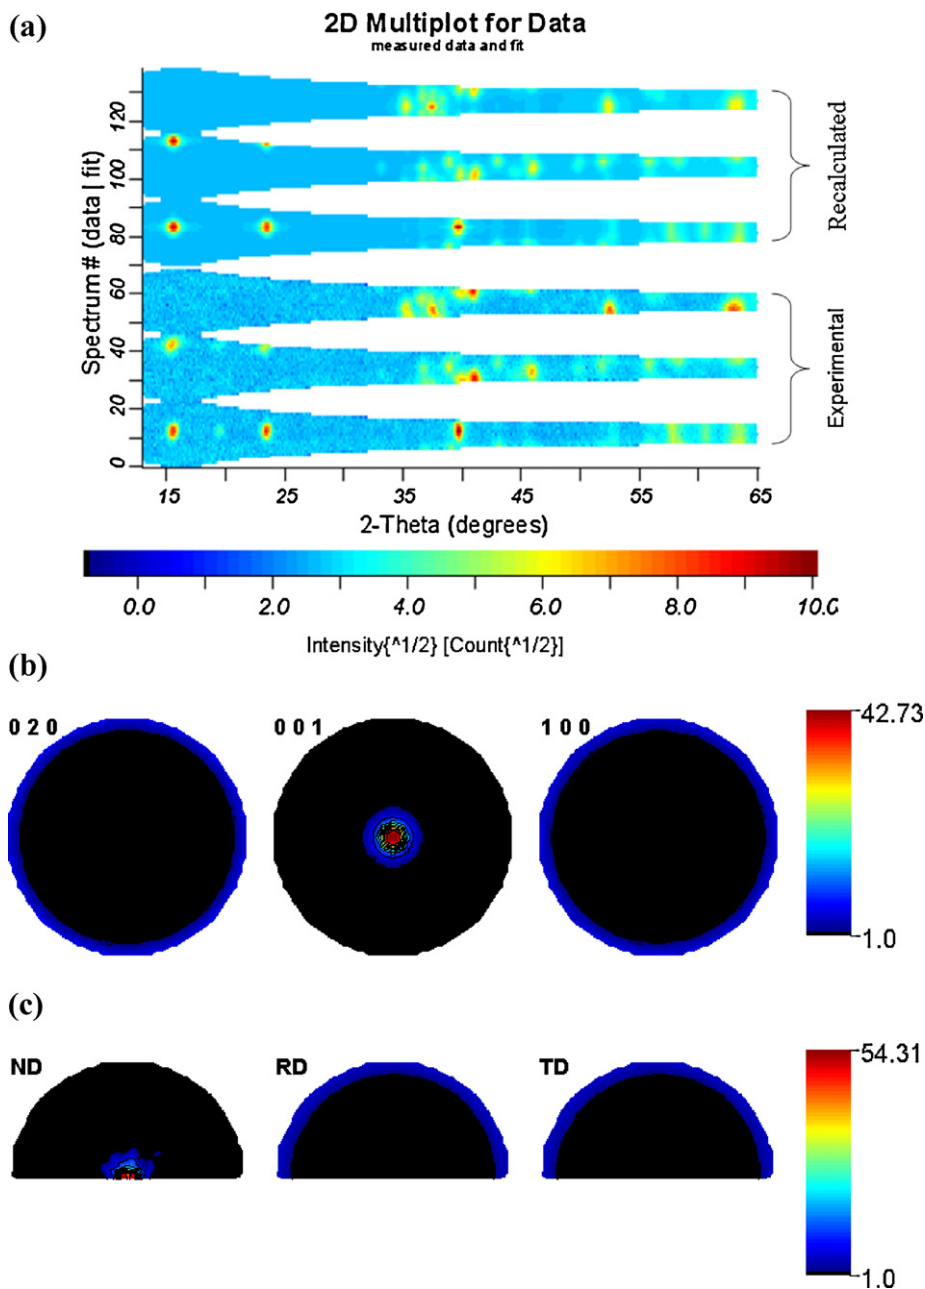 (a)
2D Multiplot for Data
measured data and fit
Spectrum# (data | fit)
120
100
80
60
40
20
0
Recalculated
Experimental
15 25 35 45 55 65
2-Theta (degrees)
0.0 2.0 4.0 6.0 8.0 10.0
Intensity{^1/2} [Count{^1/2}]
(b)
0 2 0
0 0 1
1 0 0
42.73
1.0
(c)
ND
RD
TD
54.31
1.0